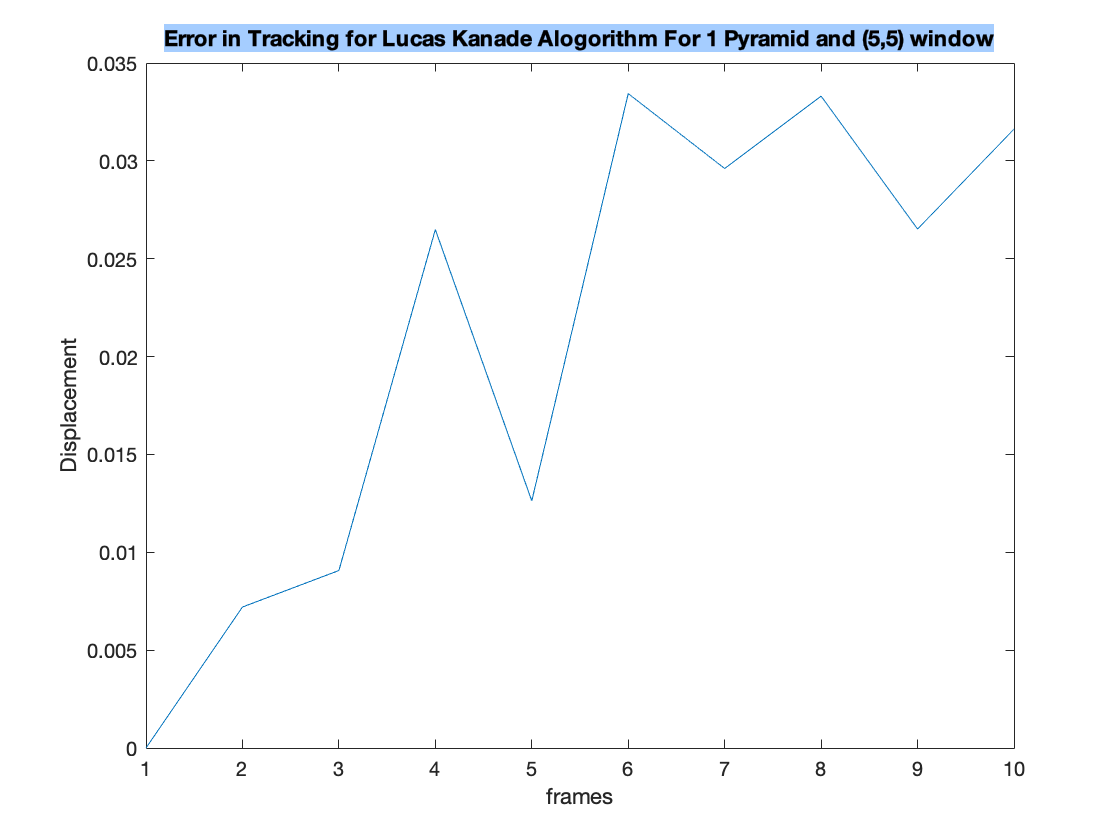 Error in Tracking for Lucas Kanade Alogorithm For 1 Pyramid and (5,5) window
0.035
0.03
0.025
0.02
0.015
0.01
0.005
0
Displacement
1 2 3 4 5 6 7 8 9 10
frames